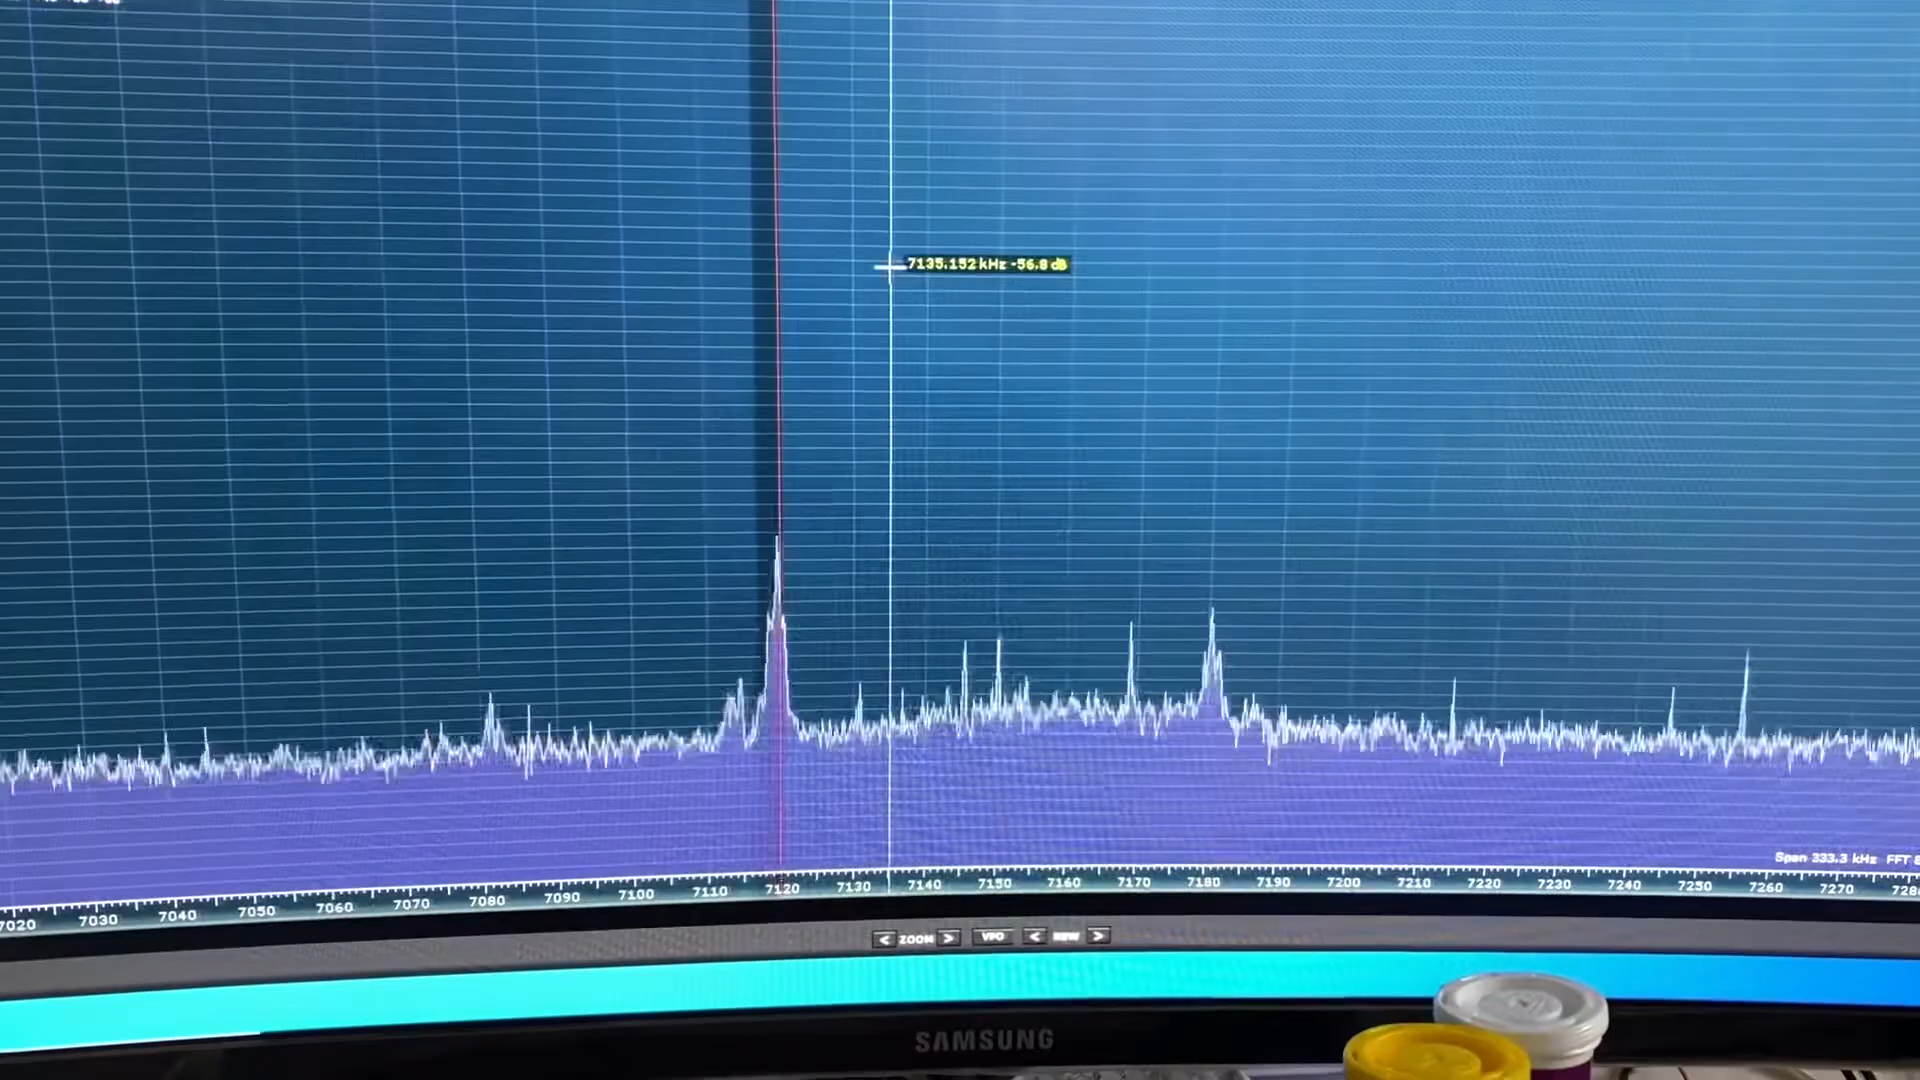 7135.152 kHz -56.8 dB
Span 333.3 kHz FFT
7020 7030 7040 7050 7060 7070 7080 7090 7100 7110 7120 7130 7140 7150 7160 7170 7180 7190 7200 7210 7220 7230 7240 7250 7260 7270
< ZOOM > VFO < >
SAMSUNG